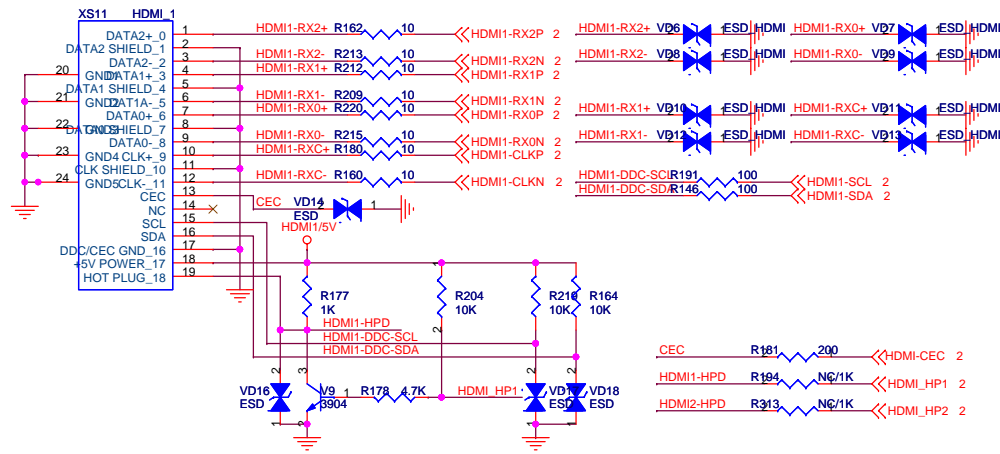 XS11 HDMI_1
DATA2+_0 1 HDMI1-RX2+ R162 10 HDMI1-RX2P 2
DATA2 SHIELD_1 2
DATA2-_2 3 HDMI1-RX2- R213 10 HDMI1-RX2N 2
20 GND1 DATA1+_3 4 HDMI1-RX1+ R212 10 HDMI1-RX1P 2
DATA1 SHIELD_4 5
21 GND2 DATA1A-_5 6 HDMI1-RX1- R209 10 HDMI1-RX1N 2
DATA0+_6 7 HDMI1-RX0+ R220 10 HDMI1-RX0P 2
22 GND3 DATA0 SHIELD_7 8
DATA0-_8 9 HDMI1-RX0- R215 10 HDMI1-RX0N 2
23 GND4 CLK+_9 10 HDMI1-RXC+ R180 10 HDMI1-CLKP 2
CLK SHIELD_10 11
24 GND5 CLK-_11 12 HDMI1-RXC- R160 10 HDMI1-CLKN 2
CEC 13 CEC 2 VD14 1
ESD
NC 14
SCL 15
SDA 16
DDC/CEC GND_16 17
+5V POWER_17 18
HOT PLUG_18 19
HDMI1-RX2+ VD6 1 ESD HDMI HDMI1-RX0+ VD7 1 ESD HDMI
HDMI1-RX2- VD8 ESD HDMI HDMI1-RX0- VD9 ESD HDMI
HDMI1-RX1+ VD10 ESD HDMI HDMI1-RXC+ VD11 ESD HDMI
HDMI1-RX1- VD12 ESD HDMI HDMI1-RXC- VD13 ESD HDMI
HDMI1-DDC-SCL R191 100 HDMI1-SCL 2
HDMI1-DDC-SDA R146 100 HDMI1-SDA 2
HDMI1/5V
R177 1K
R204 10K
10K
R164 10K
HDMI1-HPD
HDMI1-DDC-SCL
HDMI1-DDC-SDA
VD16 ESD
V9 3904
1 R178 4.7K
HDMI_HP1
ESD
VD18 ESD
CEC R181 200 HDMI-CEC 2
HDMI1-HPD R194 NC/1K HDMI_HP1 2
HDMI2-HPD R313 NC/1K HDMI_HP2 2